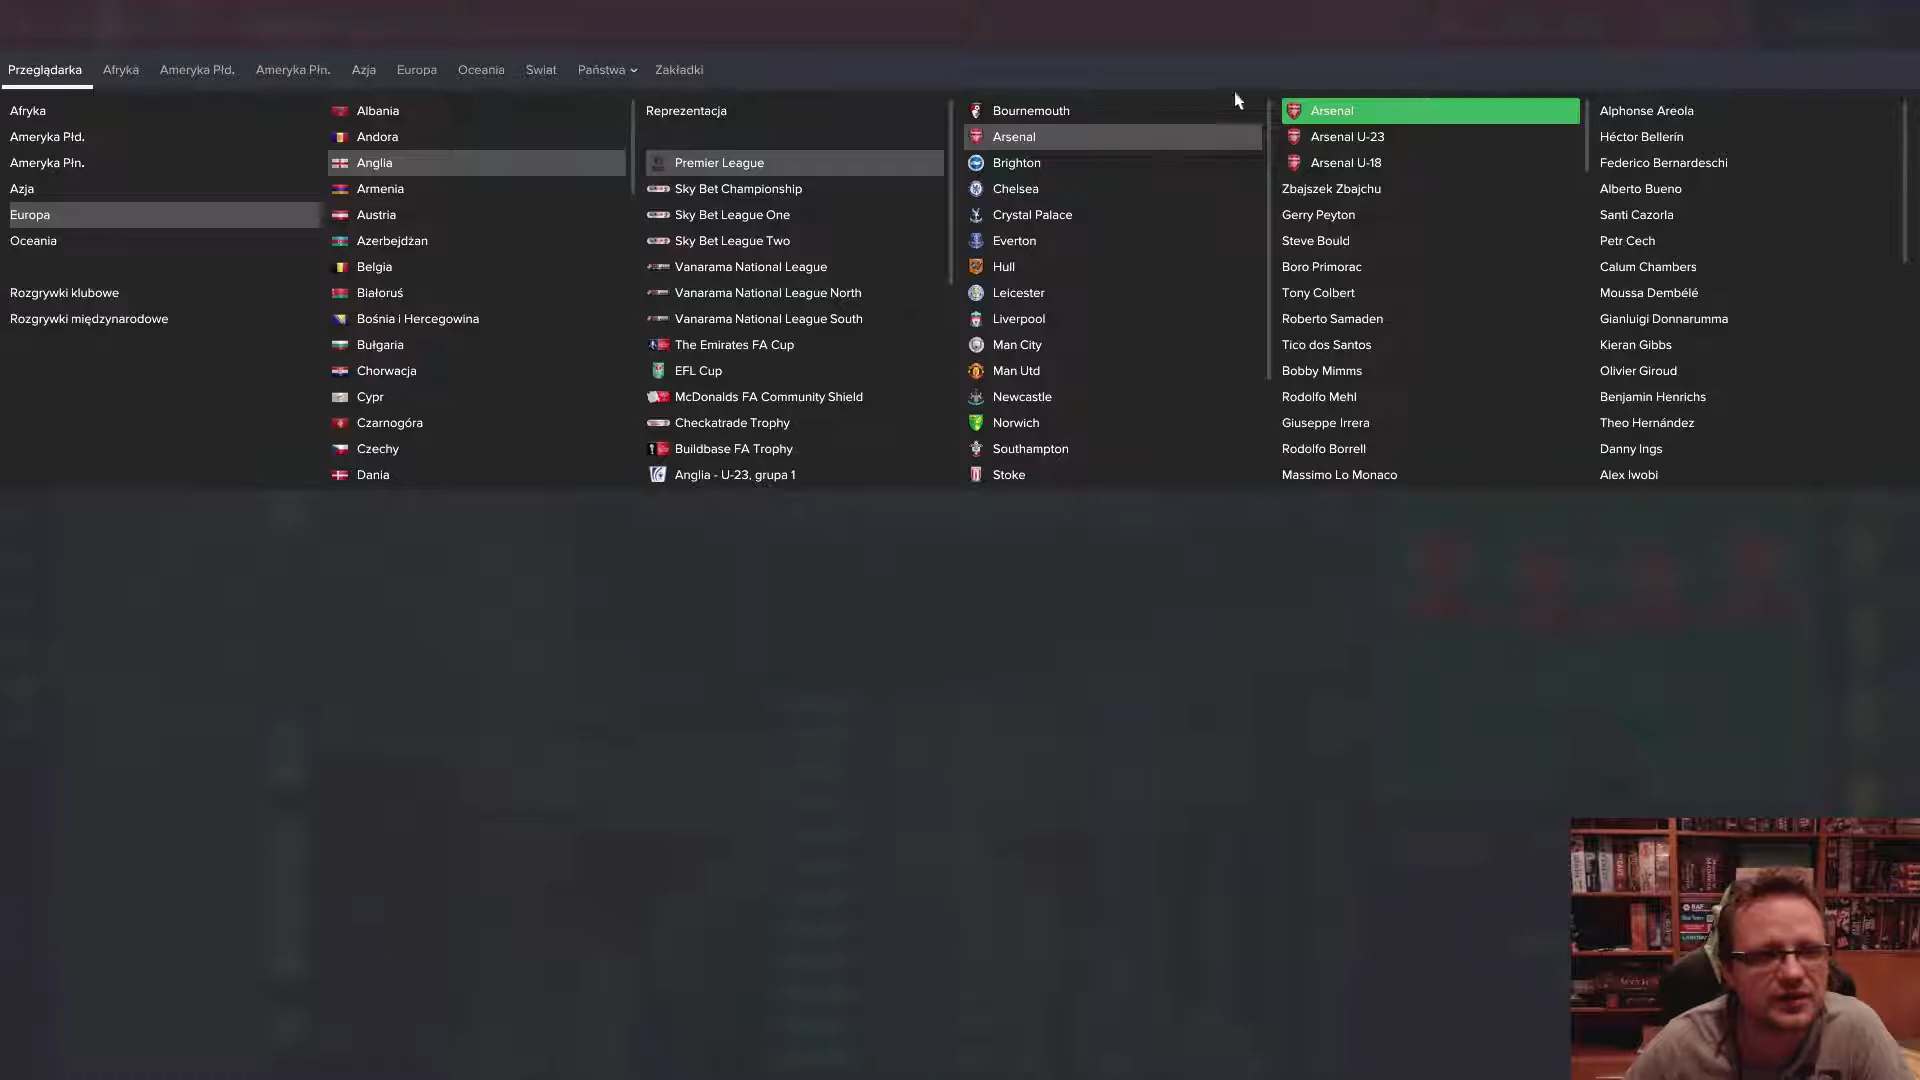 Przeglądarka Afryka Ameryka Płd. Ameryka Płn. Azja Europa Oceania Świat Państwa Zakładki
Afryka
Ameryka Płd.
Ameryka Płn.
Azja
Europa
Oceania
Rozgrywki klubowe
Rozgrywki międzynarodowe
Albania
Andora
Anglia
Armenia
Austria
Azerbejdżan
Belgia
Białoruś
Bośnia i Hercegowina
Bułgaria
Chorwacja
Cypr
Czarnogóra
Czechy
Dania
Reprezentacja
Premier League
Sky Bet Championship
Sky Bet League One
Sky Bet League Two
Vanarama National League
Vanarama National League North
Vanarama National League South
The Emirates FA Cup
EFL Cup
McDonalds FA Community Shield
Checkatrade Trophy
Buildbase FA Trophy
Anglia - U-23, grupa 1
Bournemouth
Arsenal
Brighton
Chelsea
Crystal Palace
Everton
Hull
Leicester
Liverpool
Man City
Man Utd
Newcastle
Norwich
Southampton
Stoke
Arsenal
Arsenal U-23
Arsenal U-18
Zbajszek Zbajchu
Gerry Peyton
Steve Bould
Boro Primorac
Tony Colbert
Roberto Samaden
Tico dos Santos
Bobby Mimms
Rodolfo Mehl
Giuseppe Irrera
Rodolfo Borrell
Massimo Lo Monaco
Alphonse Areola
Héctor Bellerín
Federico Bernardeschi
Alberto Bueno
Santi Cazorla
Petr Cech
Calum Chambers
Moussa Dembélé
Gianluigi Donnarumma
Kieran Gibbs
Olivier Giroud
Benjamin Henrichs
Theo Hernández
Danny Ings
Alex Iwobi